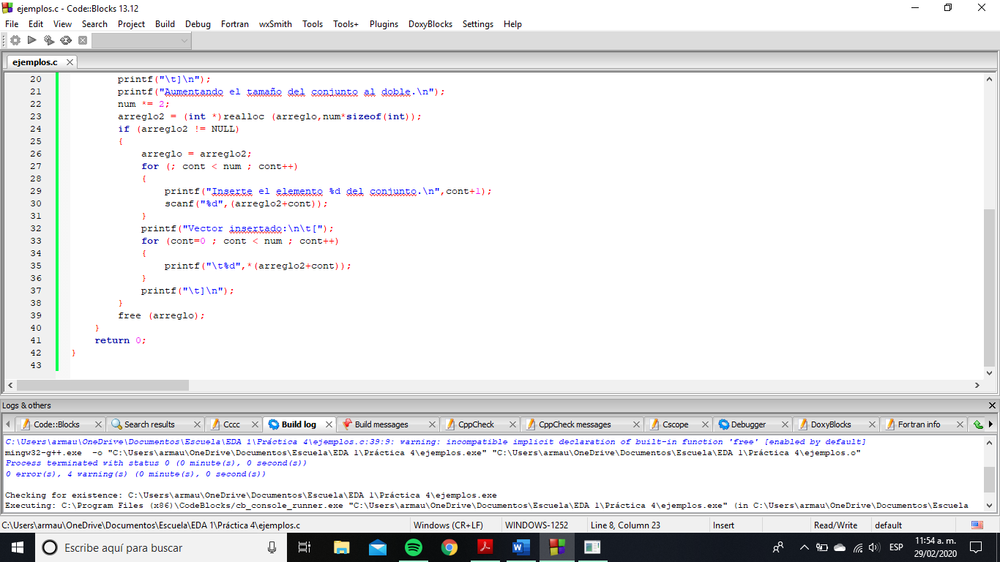 ejemplos.c - Code::Blocks 13.12
File Edit View Search Project Build Debug Fortran wxSmith Tools Tools+ Plugins DoxyBlocks Settings Help
ejemplos.c
20 printf("\t]\n");
21 printf("Aumentando el tamaño del conjunto al doble.\n");
22 num *= 2;
23 arreglo2 = (int *)realloc (arreglo,num*sizeof(int));
24 if (arreglo2 != NULL)
25 {
26 arreglo = arreglo2;
27 for (; cont < num ; cont++)
28 {
29 printf("Inserte el elemento %d del conjunto.\n",cont+1);
30 scanf("%d",(arreglo2+cont));
31 }
32 printf("Vector insertado:\n\t[");
33 for (cont=0 ; cont < num ; cont++)
34 {
35 printf("\t%d",*(arreglo2+cont));
36 }
37 printf("\t]\n");
38 }
39 free (arreglo);
40 }
41 return 0;
42 }
43
Logs & others
Code::Blocks Search results Cccc Build log Build messages CppCheck CppCheck messages Cscope Debugger DoxyBlocks Fortran info
C:\Users\armau\OneDrive\Documentos\Escuela\EDA 1\Práctica 4\ejemplos.c:39:9: warning: incompatible implicit declaration of built-in function 'free' [enabled by default]
mingw32-g++.exe -o "C:\Users\armau\OneDrive\Documentos\Escuela\EDA 1\Práctica 4\ejemplos.exe" "C:\Users\armau\OneDrive\Documentos\Escuela\EDA 1\Práctica 4\ejemplos.o"
Process terminated with status 0 (0 minute(s), 0 second(s))
0 error(s), 4 warning(s) (0 minute(s), 0 second(s))
Checking for existence: C:\Users\armau\OneDrive\Documentos\Escuela\EDA 1\Práctica 4\ejemplos.exe
Executing: C:\Program Files (x86)\CodeBlocks/cb_console_runner.exe "C:\Users\armau\OneDrive\Documentos\Escuela\EDA 1\Práctica 4\ejemplos.exe" (in C:\Users\armau\OneDrive\Documentos\Escuela
C:\Users\armau\OneDrive\Documentos\Escuela\EDA 1\Práctica 4\ejemplos.c Windows (CR+LF) WINDOWS-1252 Line 8, Column 23 Insert Read/Write default
Escribe aquí para buscar
ESP
11:54 a. m.
29/02/2020